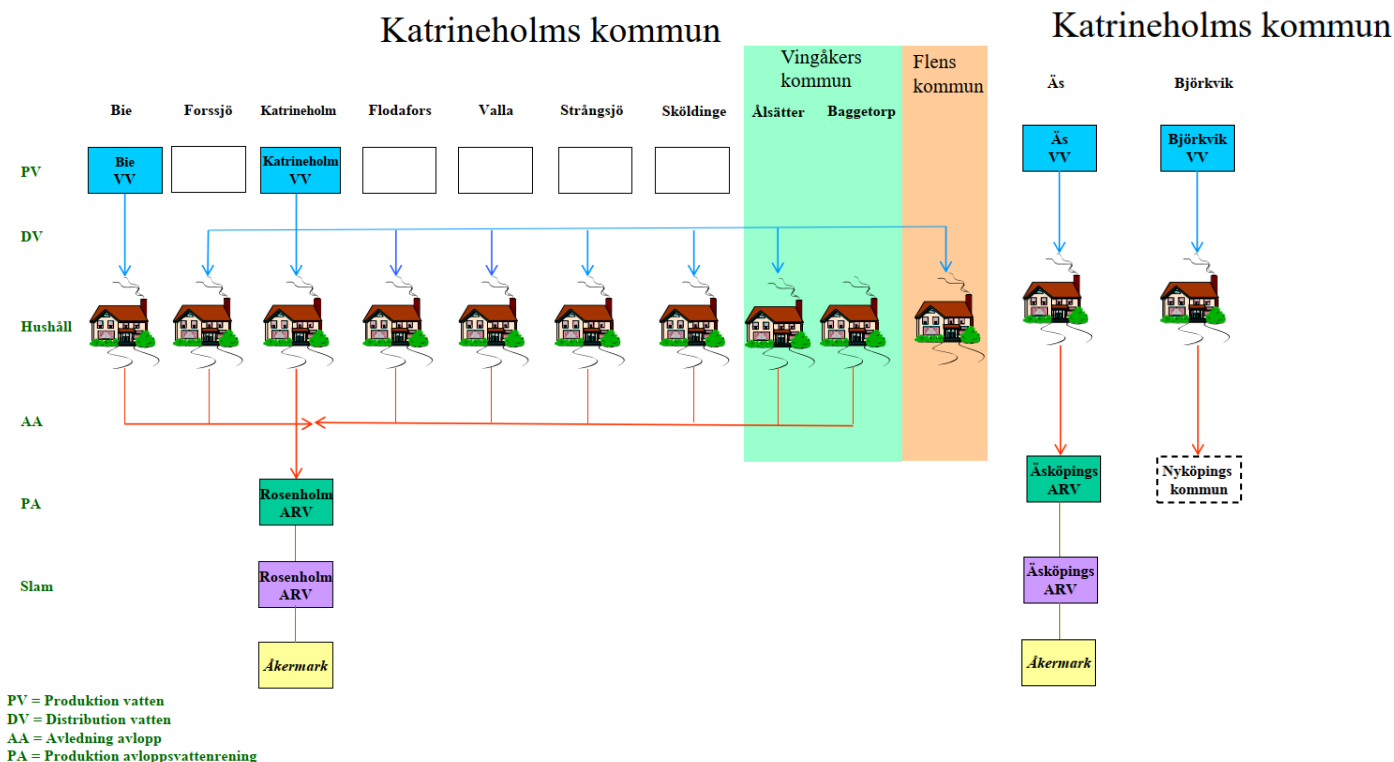 Katrineholms kommun
Katrineholms kommun
Vingåkers
kommun
Flens
kommun
Bie
Forssjö
Katrineholm
Flodafors
Valla
Strångsjö
Sköldinge
Ålsätter
Baggetorp
Äs
Björkvik
PV
Bie
VV
Katrineholm
VV
Äs
VV
Björkvik
VV
DV
Hushåll
AA
PA
Rosenholm
ARV
Äsköpings
ARV
Nyköpings
kommun
Slam
Rosenholm
ARV
Äsköpings
ARV
Åkermark
Åkermark
PV = Produktion vatten
DV = Distribution vatten
AA = Avledning avlopp
PA = Produktion avloppsvattenrening